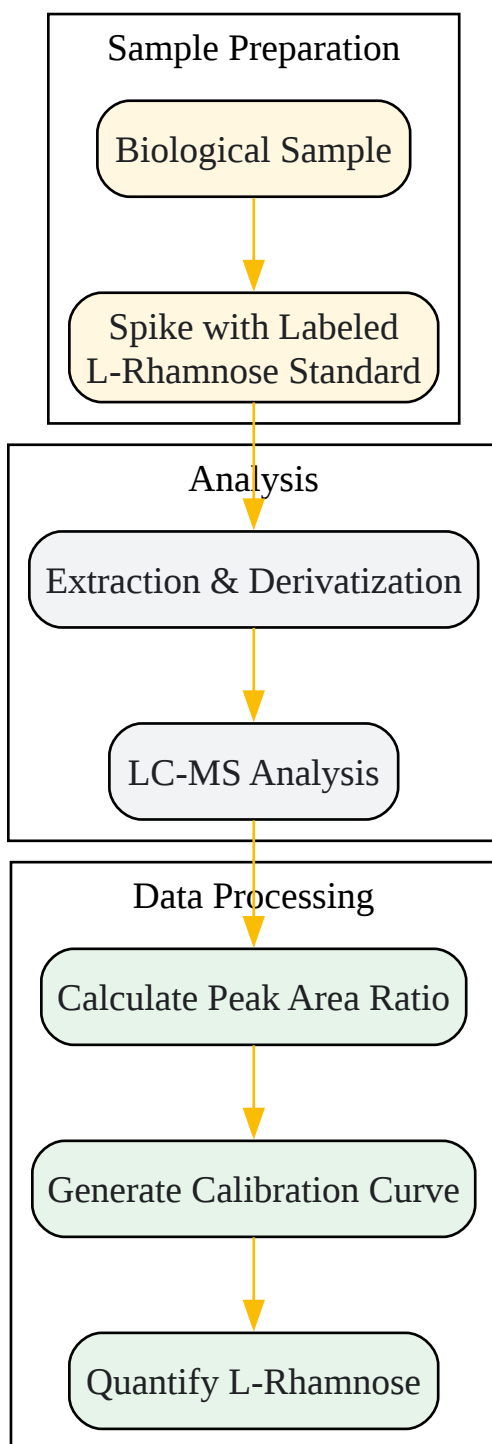 Sample Preparation
Biological Sample
Spike with Labeled
L-Rhamnose Standard
Analysis
Extraction & Derivatization
LC-MS Analysis
Data Processing
Calculate Peak Area Ratio
Generate Calibration Curve
Quantify L-Rhamnose